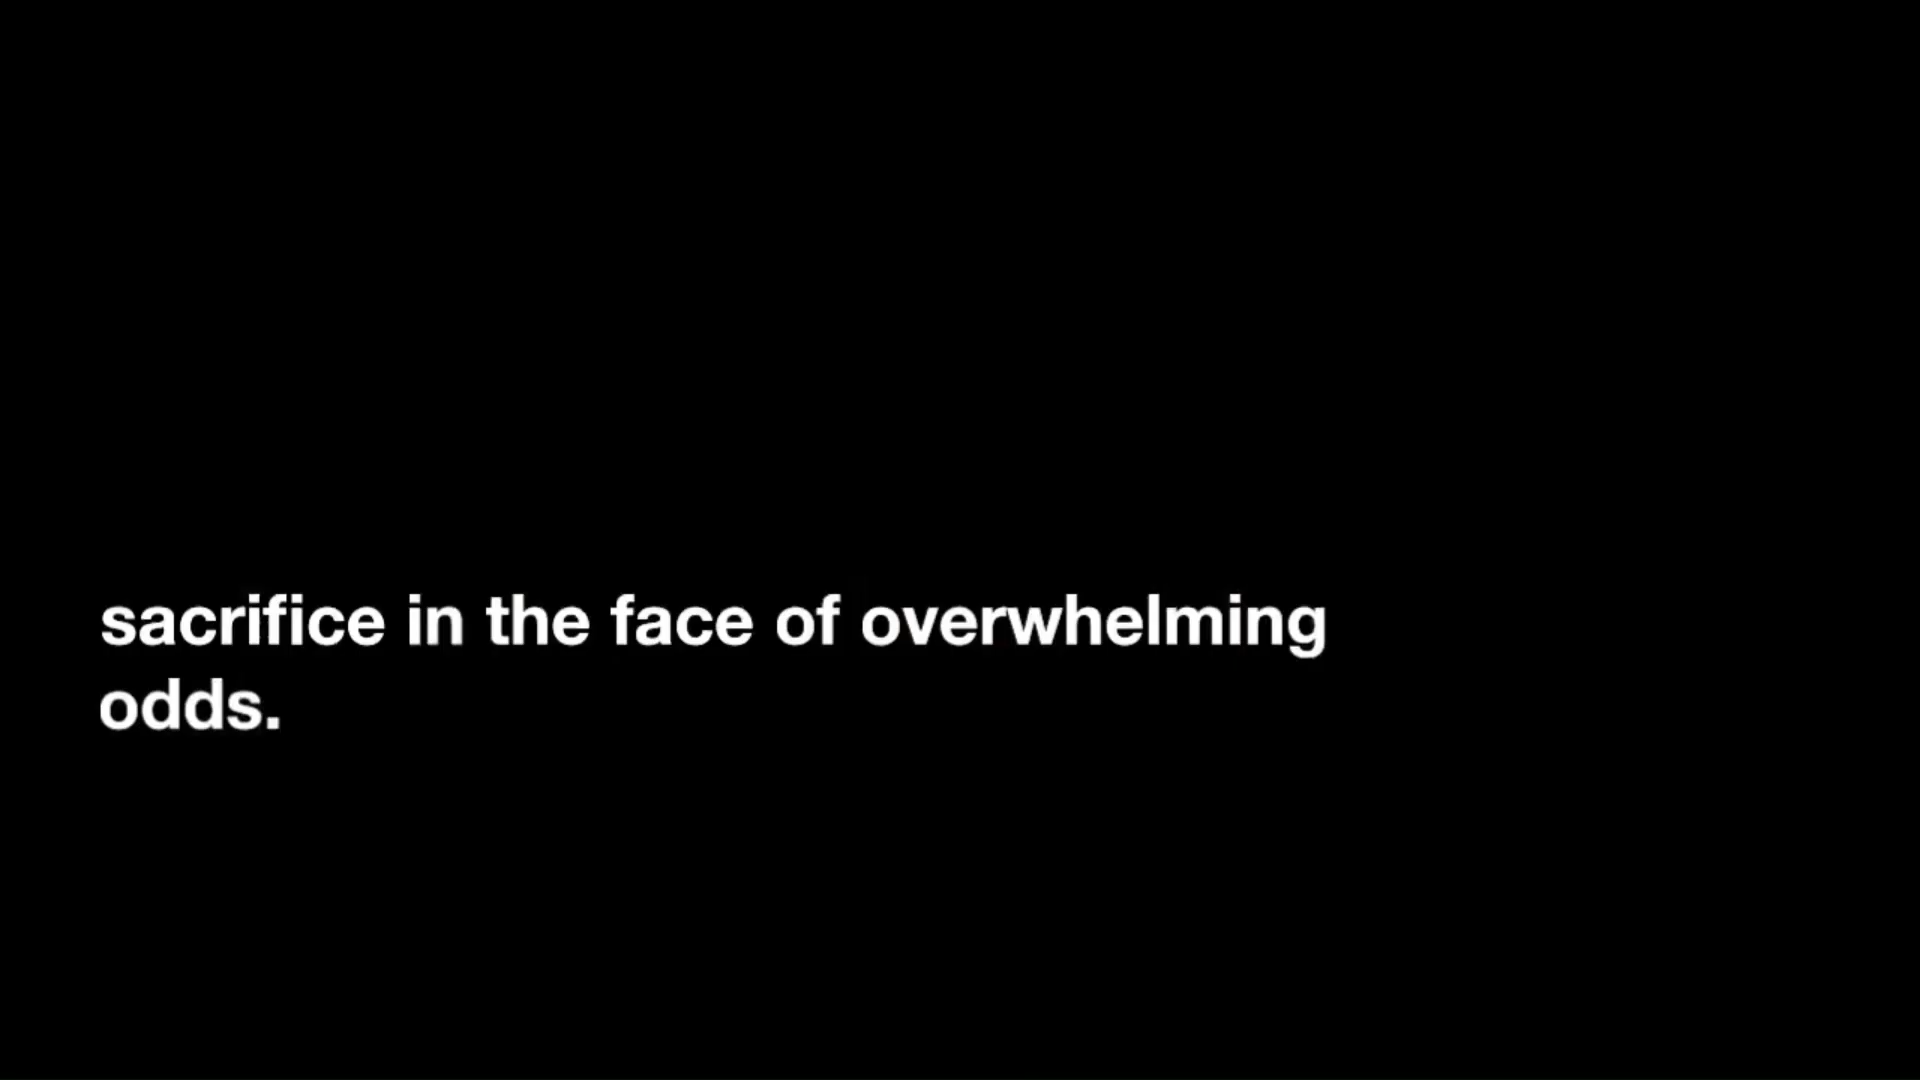 sacrifice in the face of overwhelming
odds.